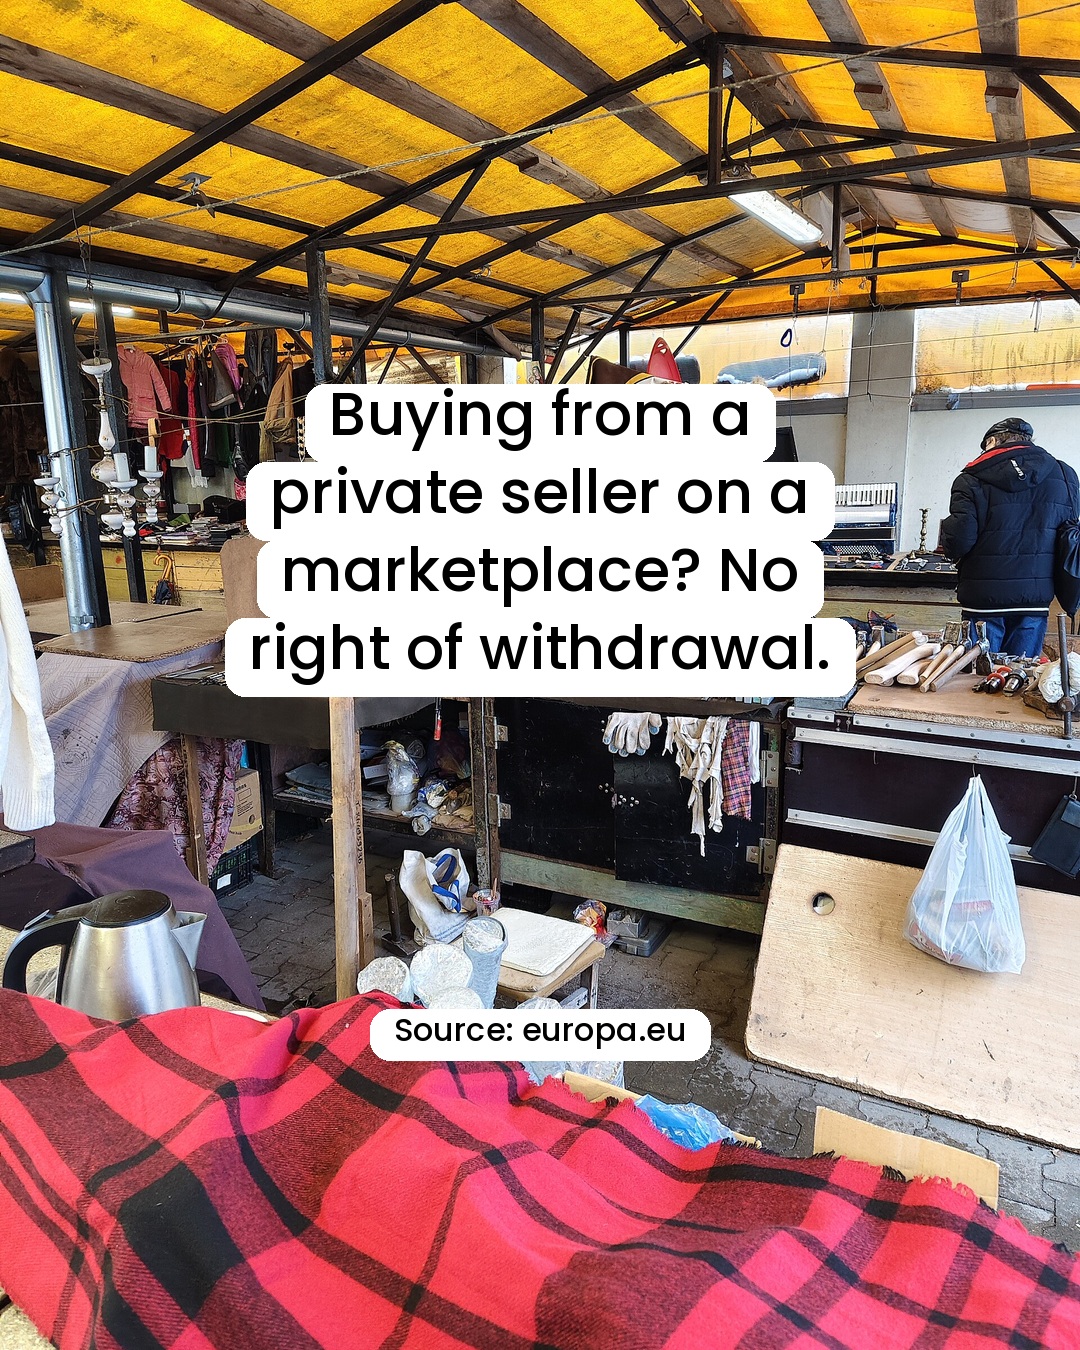 Buying from a
private seller on a
marketplace? No
right of withdrawal.
Source: europa.eu